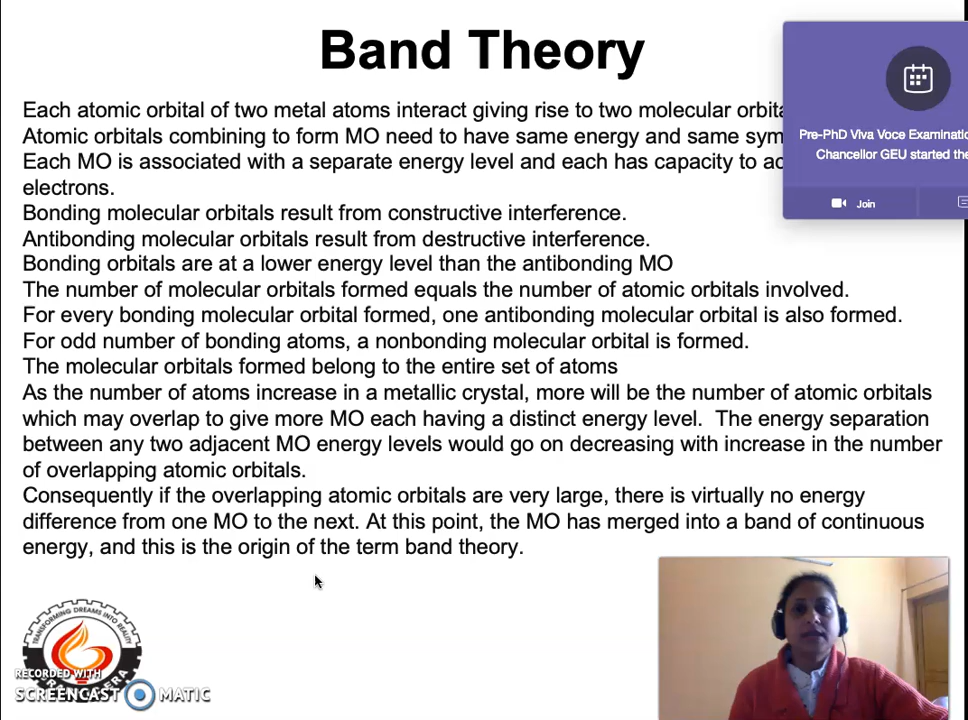 Band Theory
Each atomic orbital of two metal atoms interact giving rise to two molecular
Atomic orbitals combining to form MO need to have same energy and same
Each MO is associated with a separate energy level and each has capacity to
electrons.
Bonding molecular orbitals result from constructive interference.
Antibonding molecular orbitals result from destructive interference.
Bonding orbitals are at a lower energy level than the antibonding MO
The number of molecular orbitals formed equals the number of atomic orbitals involved.
For every bonding molecular orbital formed, one antibonding molecular orbital is also formed.
For odd number of bonding atoms, a nonbonding molecular orbital is formed.
The molecular orbitals formed belong to the entire set of atoms
As the number of atoms increase in a metallic crystal, more will be the number of atomic orbitals
which may overlap to give more MO each having a distinct energy level. The energy separation
between any two adjacent MO energy levels would go on decreasing with increase in the number
of overlapping atomic orbitals.
Consequently if the overlapping atomic orbitals are very large, there is virtually no energy
difference from one MO to the next. At this point, the MO has merged into a band of continuous
energy, and this is the origin of the term band theory.
Pre-PhD Viva Voce
Chancellor GEU started
Join
TRANSFORMING DREAMS INTO REALITY
RECORDED WITH
SCREENCAST MATIC